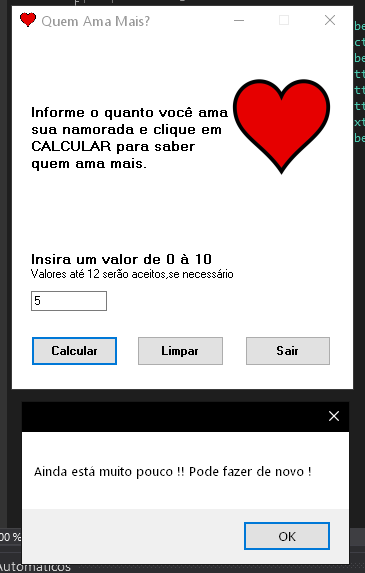 Quem Ama Mais?
Informe o quanto você ama
sua namorada e clique em
CALCULAR para saber
quem ama mais.
Insira um valor de 0 à 10
Valores até 12 serão aceitos,se necessário
5
Calcular Limpar Sair
Ainda está muito pouco !! Pode fazer de novo !
OK
00 %
Automáticos